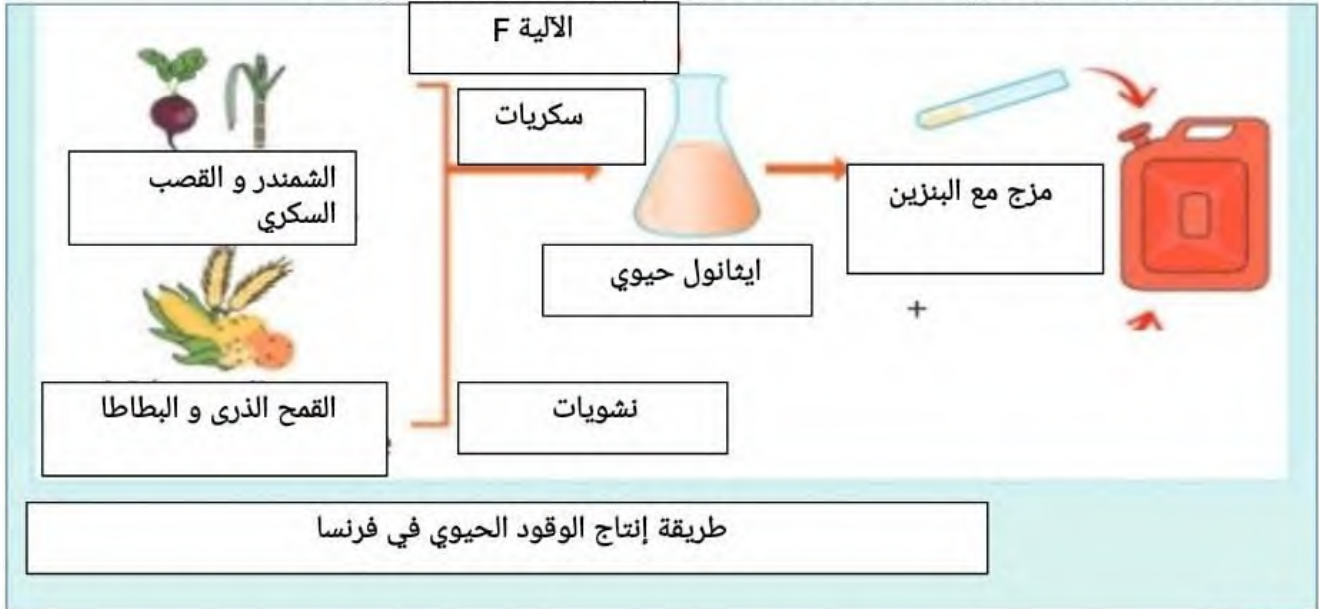 الآلية F
سكريات
الشمندر و القصب
السكري
مزج مع البنزين
ايثانول حيوي
+
القمح الذرى و البطاطا
نشويات
طريقة إنتاج الوقود الحيوي في فرنسا